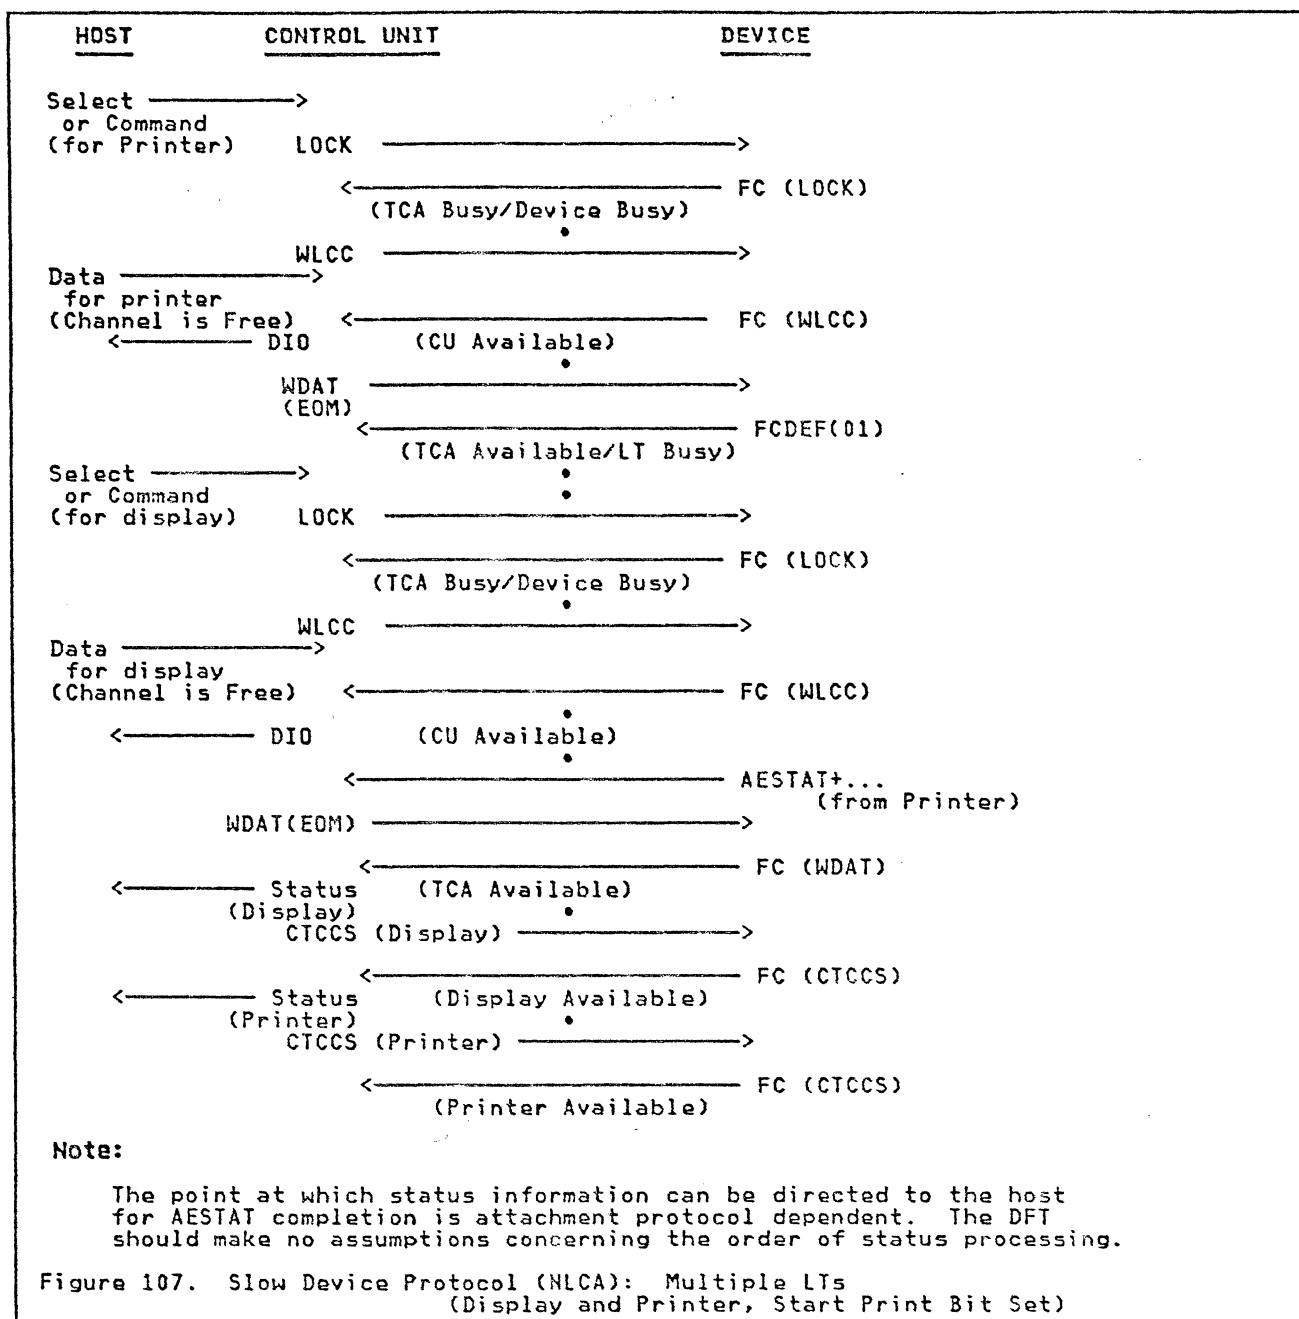 HOST CONTROL UNIT DEVICE
Select ──────>
or Command
(for Printer) LOCK ──────>
<────── FC (LOCK)
(TCA Busy/Device Busy)
•
WLCC ──────>
Data ──────>
for printer
(Channel is Free) <────── FC (WLCC)
<────── DIO (CU Available)
•
WDAT ──────>
(EOM)
<────── FCDEF(01)
(TCA Available/LT Busy)
Select ──────> •
or Command •
(for display) LOCK ──────>
<────── FC (LOCK)
(TCA Busy/Device Busy)
•
WLCC ──────>
Data ──────>
for display
(Channel is Free) <────── FC (WLCC)
•
<────── DIO (CU Available)
•
<────── AESTAT+...
(from Printer)
WDAT(EOM) ──────>
<────── FC (WDAT)
<────── Status (TCA Available)
(Display) •
CTCCS (Display) ──────>
<────── FC (CTCCS)
<────── Status (Display Available)
(Printer) •
CTCCS (Printer) ──────>
<────── FC (CTCCS)
(Printer Available)
Note:
The point at which status information can be directed to the host
for AESTAT completion is attachment protocol dependent. The DFT
should make no assumptions concerning the order of status processing.
Figure 107. Slow Device Protocol (NLCA): Multiple LTs
(Display and Printer, Start Print Bit Set)